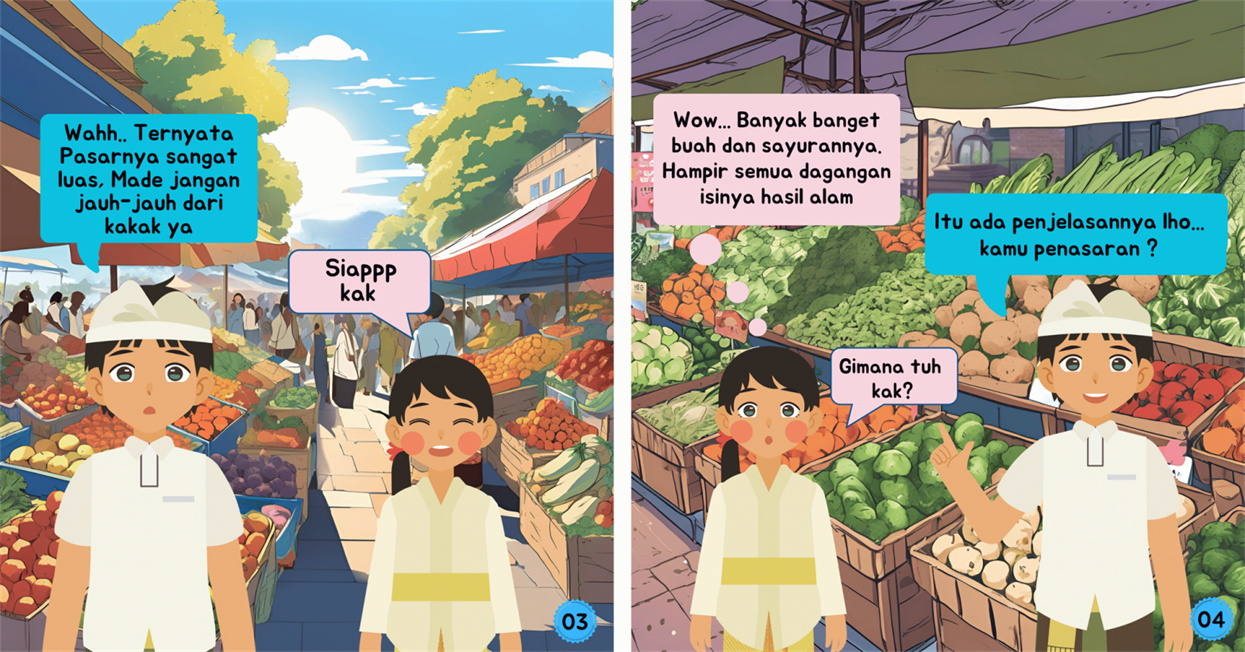 Wahh.. Ternyata
Pasarnya sangat
luas, Made jangan
jauh-jauh dari
kakak ya
Siappp
kak
03
Wow... Banyak banget
buah dan sayurannya.
Hampir semua dagangan
isinya hasil alam
Itu ada penjelasannya lho...
kamu penasaran ?
Gimana tuh
kak?
04